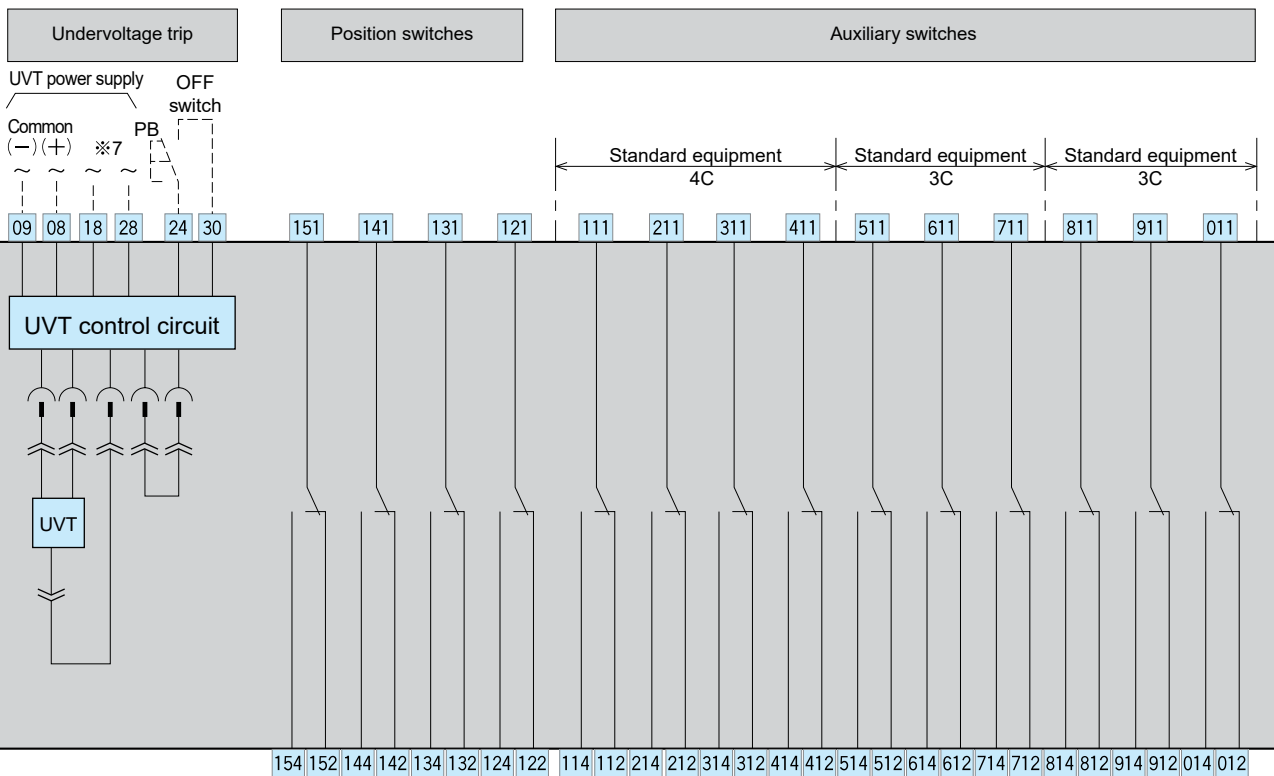 Undervoltage trip
Position switches
Auxiliary switches
UVT power supply
OFF
switch
Common
(−) (+)
※7
PB
~ ~ ~ ~
Standard equipment
4C
Standard equipment
3C
Standard equipment
3C
09 08 18 28 24 30 151 141 131 121 111 211 311 411 511 611 711 811 911 011
UVT control circuit
UVT
154 152 144 142 134 132 124 122 114 112 214 212 314 312 414 412 514 512 614 612 714 712 814 812 914 912 014 012